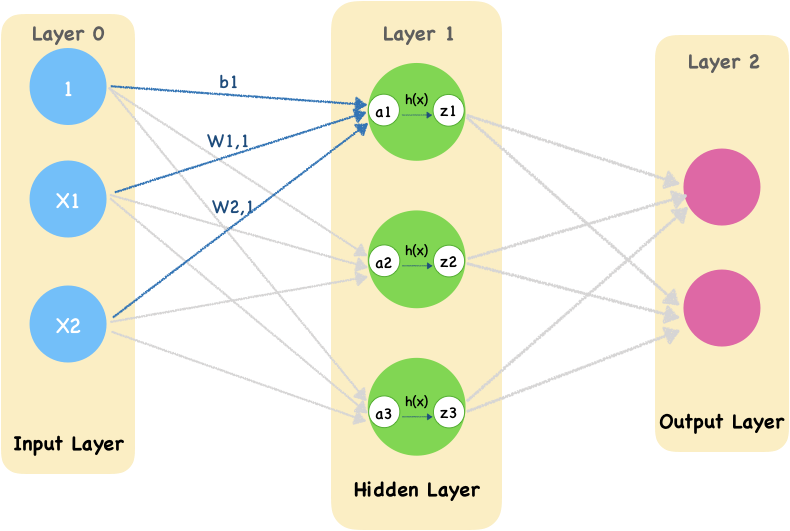 Layer 0
1
X1
X2
Input Layer
b1
W1,1
W2,1
Layer 1
a1
h(x)
z1
a2
h(x)
z2
a3
h(x)
z3
Hidden Layer
Layer 2
Output Layer